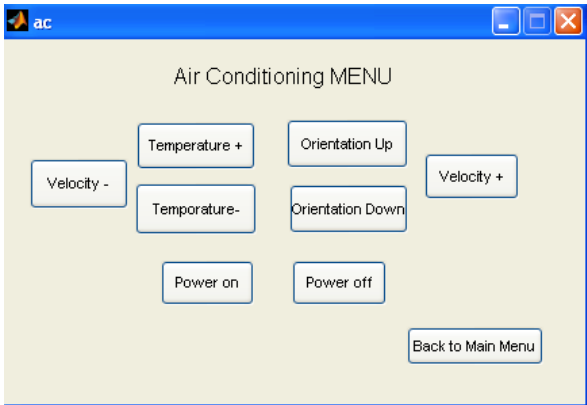 ac
Air Conditioning MENU
Temperature +
Orientation Up
Velocity -
Velocity +
Temporature-
Orientation Down
Power on
Power off
Back to Main Menu